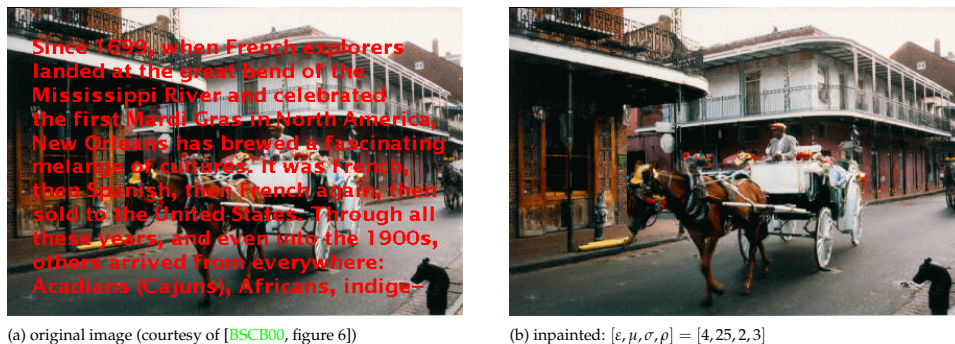 Since 1699, when French explorers
landed at the great bend of the
Mississippi River and celebrated
the first Mardi Gras in North America,
New Orleans has brewed a fascinating
melange of cultures. It was French,
then Spanish, then French again, then
sold to the United States. Through all
these years, and even into the 1900s,
others arrived from everywhere:
Acadians (Cajuns), Africans, indige-
(a) original image (courtesy of [BSCB00, figure 6])
(b) inpainted: [ε, μ, σ, ρ] = [4, 25, 2, 3]